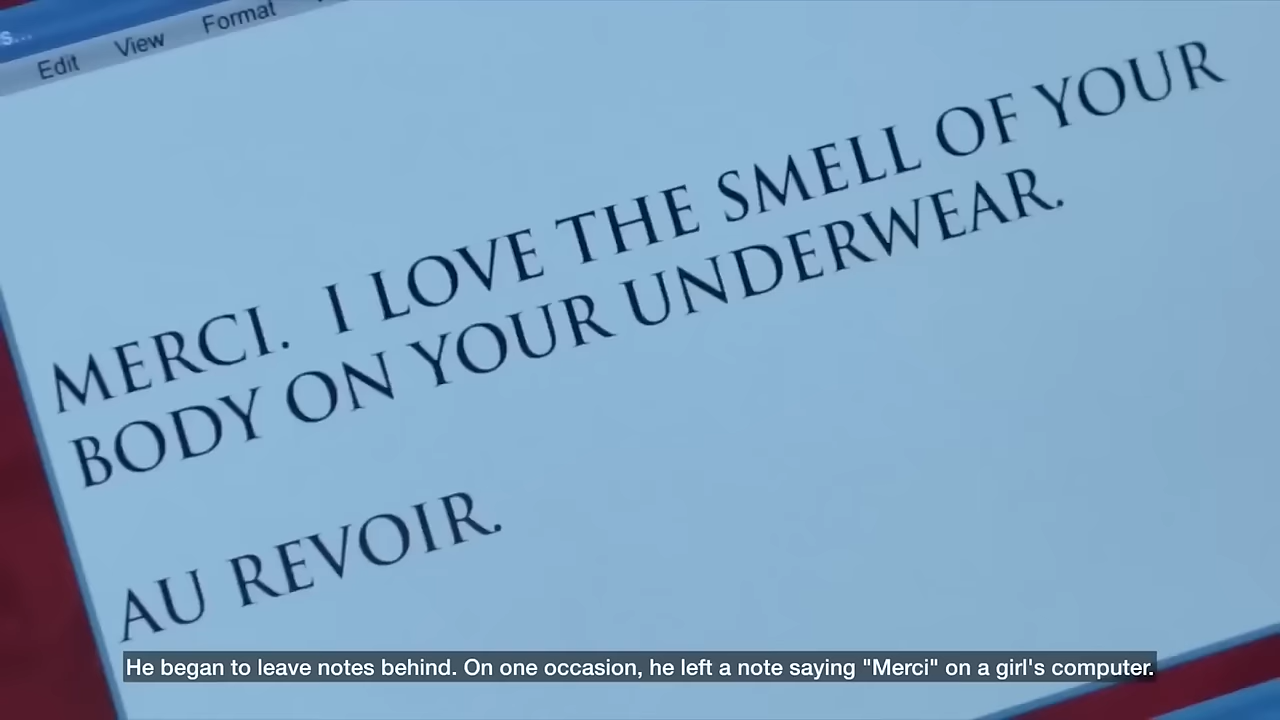 s...
Edit View Format
MERCI.  I LOVE THE SMELL OF YOUR
BODY ON YOUR UNDERWEAR.
AU REVOIR.
He began to leave notes behind. On one occasion, he left a note saying "Merci" on a girl's computer.